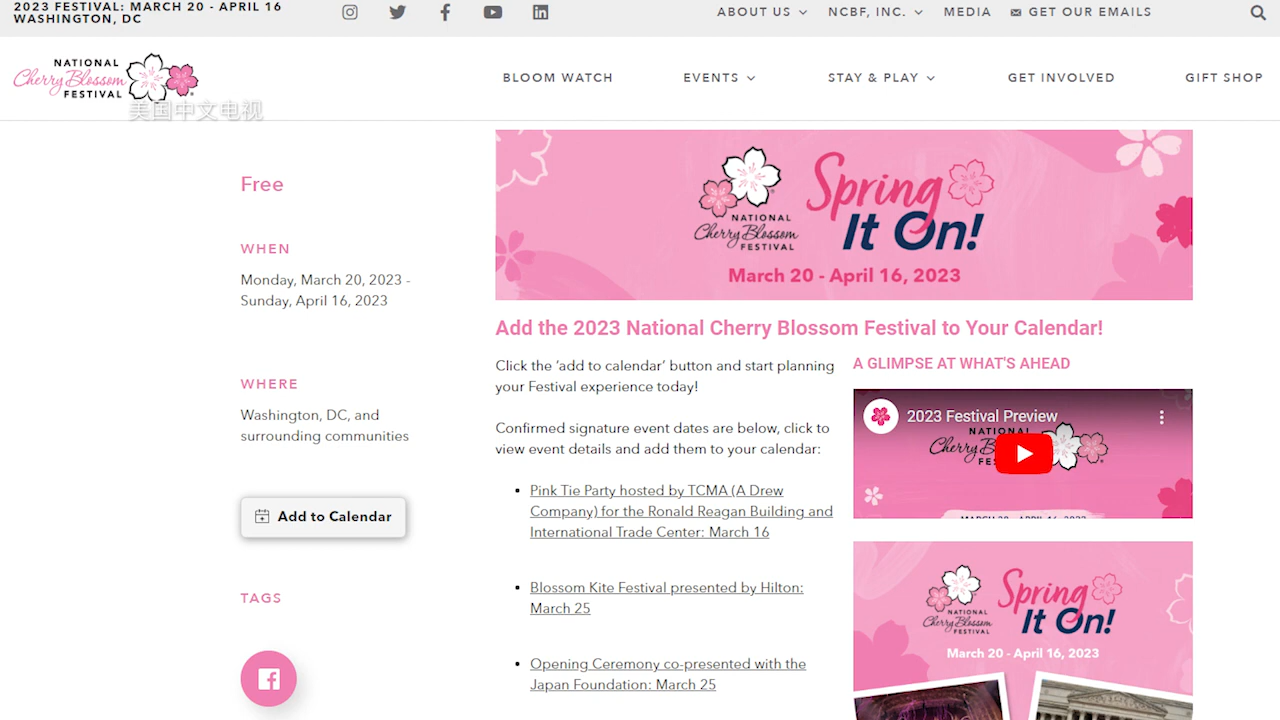 2023 FESTIVAL: MARCH 20 - APRIL 16
WASHINGTON, DC
ABOUT US
NCBF, INC.
MEDIA
GET OUR EMAILS
NATIONAL
Cherry Blossom
FESTIVAL
美国中文电视
BLOOM WATCH
EVENTS
STAY & PLAY
GET INVOLVED
GIFT SHOP
Free
WHEN
Monday, March 20, 2023 -
Sunday, April 16, 2023
WHERE
Washington, DC, and
surrounding communities
Add to Calendar
TAGS
NATIONAL
Cherry Blossom
FESTIVAL
Spring
It On!
March 20 - April 16, 2023
Add the 2023 National Cherry Blossom Festival to Your Calendar!
Click the ‘add to calendar’ button and start planning
your Festival experience today!
Confirmed signature event dates are below, click to
view event details and add them to your calendar:
Pink Tie Party hosted by TCMA (A Drew
Company) for the Ronald Reagan Building and
International Trade Center: March 16
Blossom Kite Festival presented by Hilton:
March 25
Opening Ceremony co-presented with the
Japan Foundation: March 25
A GLIMPSE AT WHAT'S AHEAD
2023 Festival Preview
NATIONAL
NATIONAL
Cherry Blossom
FESTIVAL
Spring
It On!
March 20 - April 16, 2023